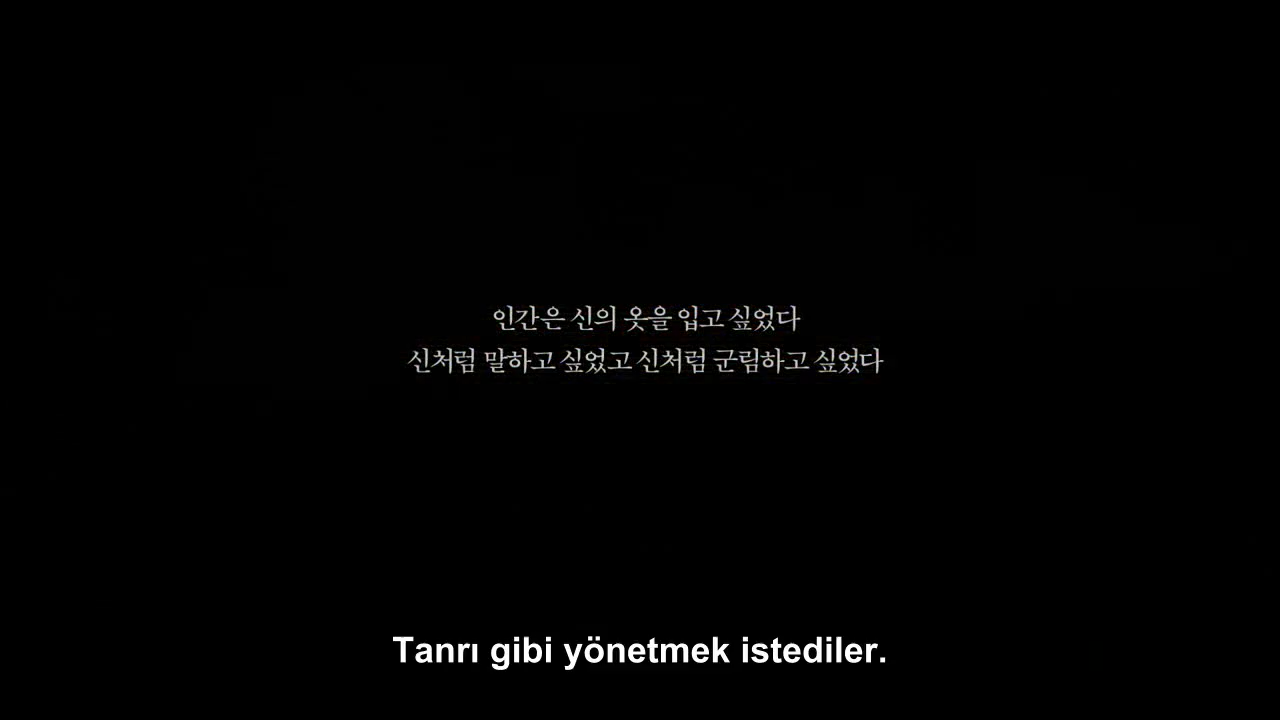 인간은 신의 옷을 입고 싶었다
신처럼 말하고 싶었고 신처럼 군림하고 싶었다
Tanrı gibi yönetmek istediler.